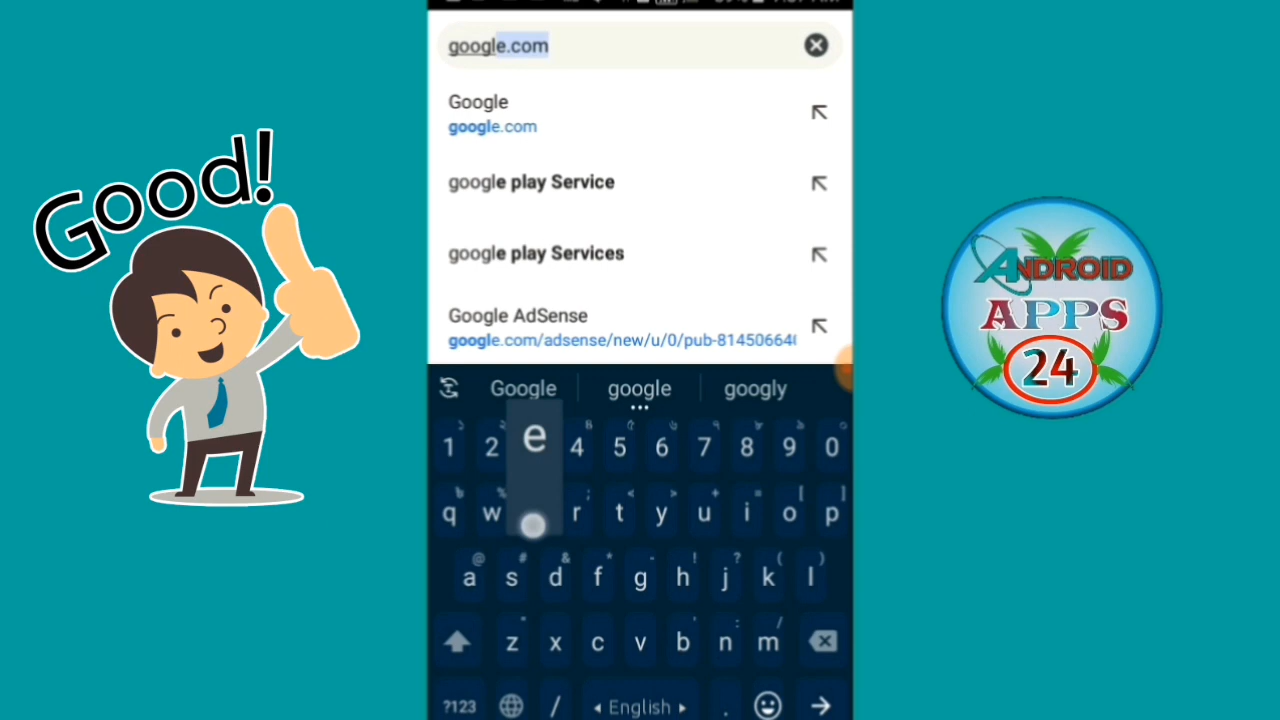 google.com
Google
google.com
google play Service
google play Services
Google AdSense
google.com/adsense/new/u/0/pub-814506640
Google google googly
1 2 e 4 5 6 7 8 9 0
q w r t y u i o p
a s d f g h j k l
z x c v b n m
?123 / English .
Good!
ANDROID
APPS
24